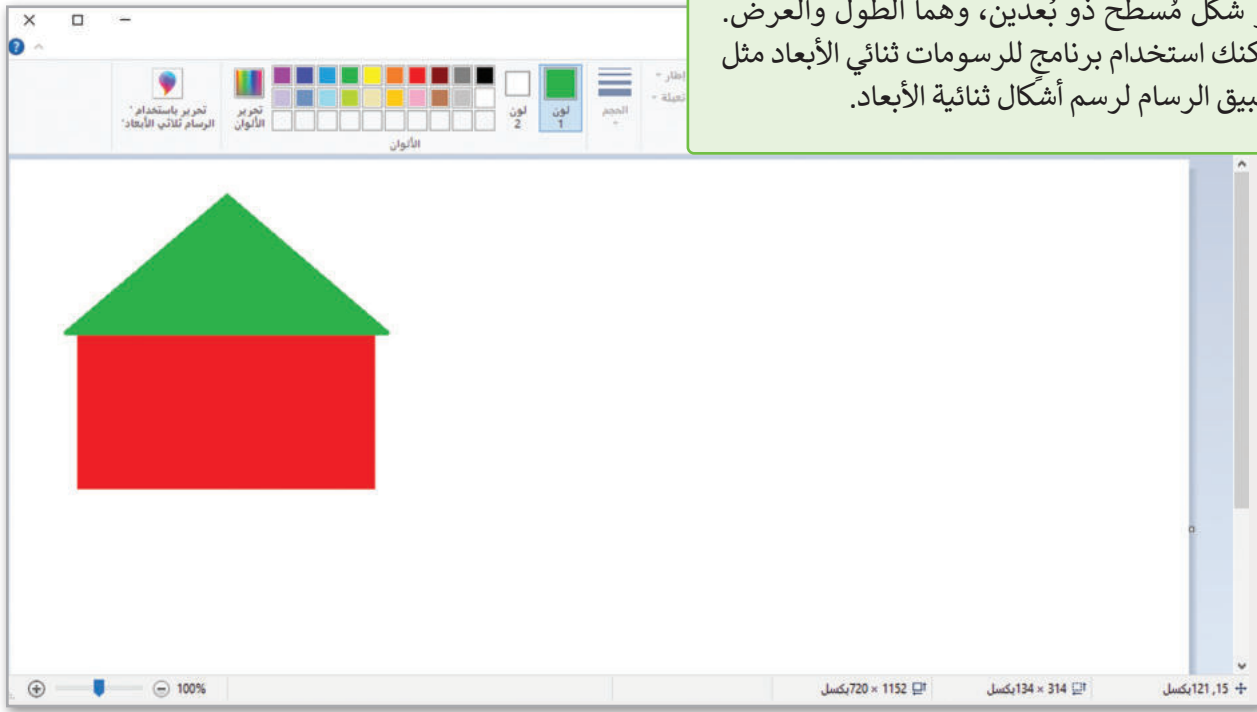 شكل مُسطح ذو بُعدين، وهما الطول والعرض.
استخدام برنامجٍ للرسومات ثنائي الأبعاد مثل
الرسام لرسم أشكال ثنائية الأبعاد.
إطار
تعبئة
الحجم
لون
1
لون
2
تحرير
الألوان
تحرير باستخدام
الرسام ثلاثي الأبعاد
الألوان
121, 15بكسل
314 × 134بكسل
1152 × 720بكسل
100%